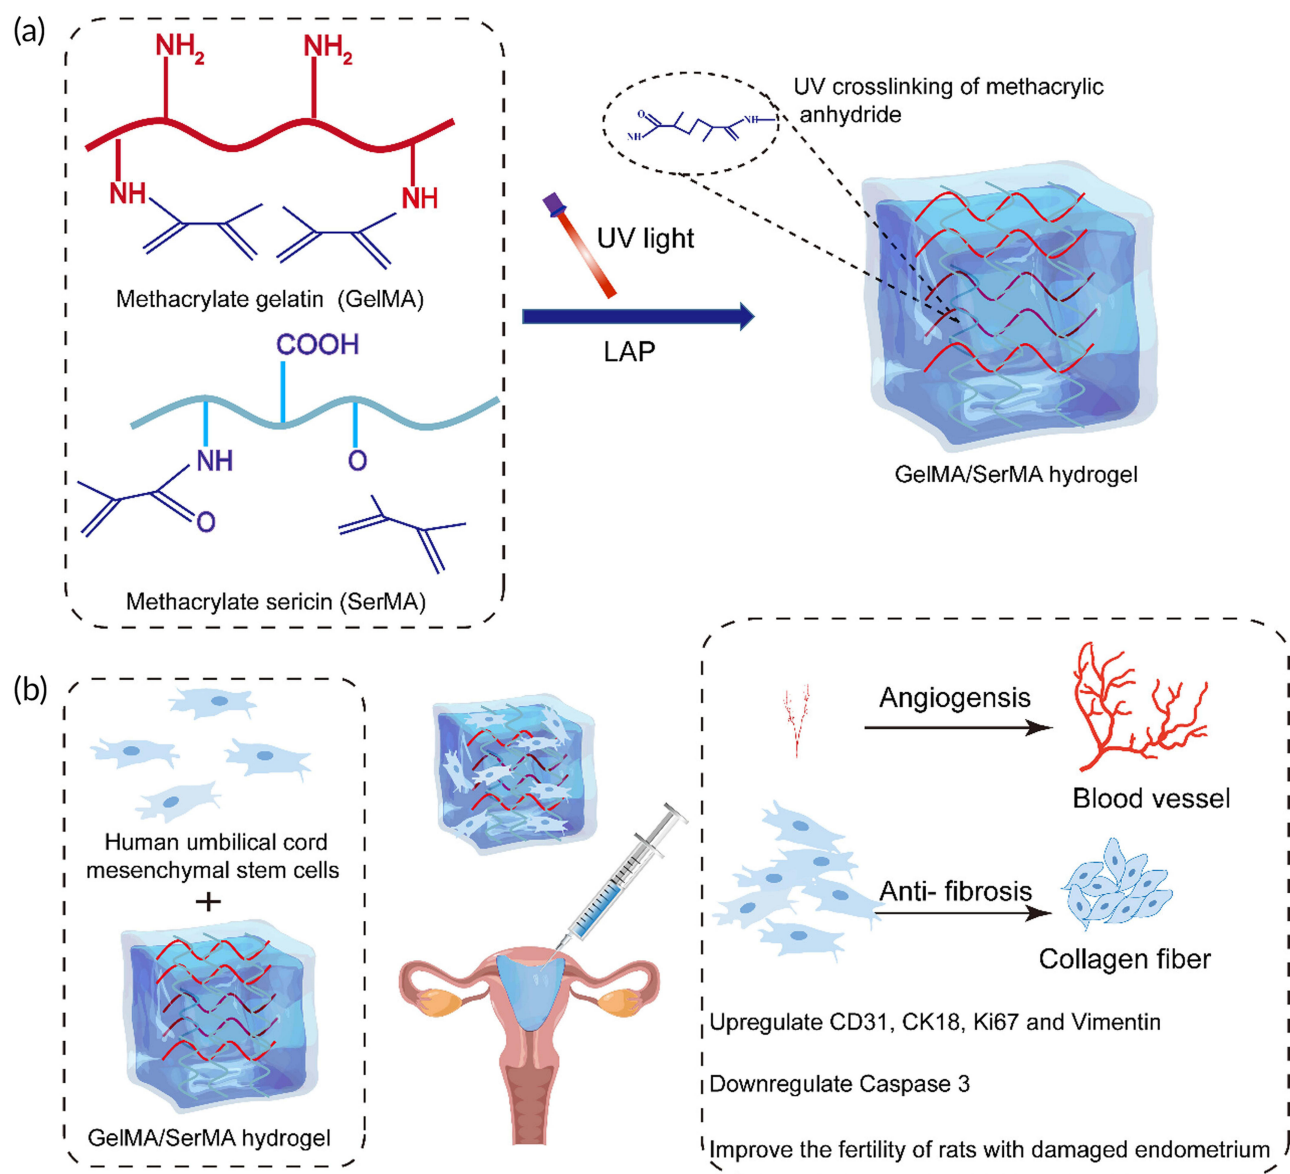 (a)
NH2
NH2
NH
NH
Methacrylate gelatin (GelMA)
COOH
NH
O
O
Methacrylate sericin (SerMA)
UV light
LAP
O
NH
NH
UV crosslinking of methacrylic
anhydride
GelMA/SerMA hydrogel
(b)
Human umbilical cord
mesenchymal stem cells
+
GelMA/SerMA hydrogel
Angiogensis
Blood vessel
Anti- fibrosis
Collagen fiber
Upregulate CD31, CK18, Ki67 and Vimentin
Downregulate Caspase 3
Improve the fertility of rats with damaged endometrium